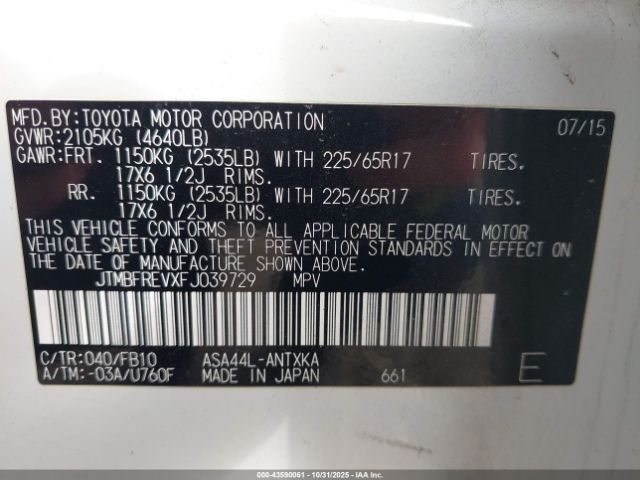 MFD.BY:TOYOTA MOTOR CORPORATION 07/15
GVWR:2105KG (4640LB)
GAWR:FRT. 1150KG (2535LB) WITH 225/65R17 TIRES.
17X6 1/2J RIMS.
RR. 1150KG (2535LB) WITH 225/65R17 TIRES.
17X6 1/2J RIMS.
THIS VEHICLE CONFORMS TO ALL APPLICABLE FEDERAL MOTOR
VEHICLE SAFETY AND THEFT PREVENTION STANDARDS IN EFFECT ON
THE DATE OF MANUFACTURE SHOWN ABOVE.
JTMBFREVXFJ039729 MPV
C/TR:040/FB10 ASA44L-ANTXKA
A/TM:-03A/U760F MADE IN JAPAN 661 E
000-43590061 | 10/31/2025 | Copart, Inc.